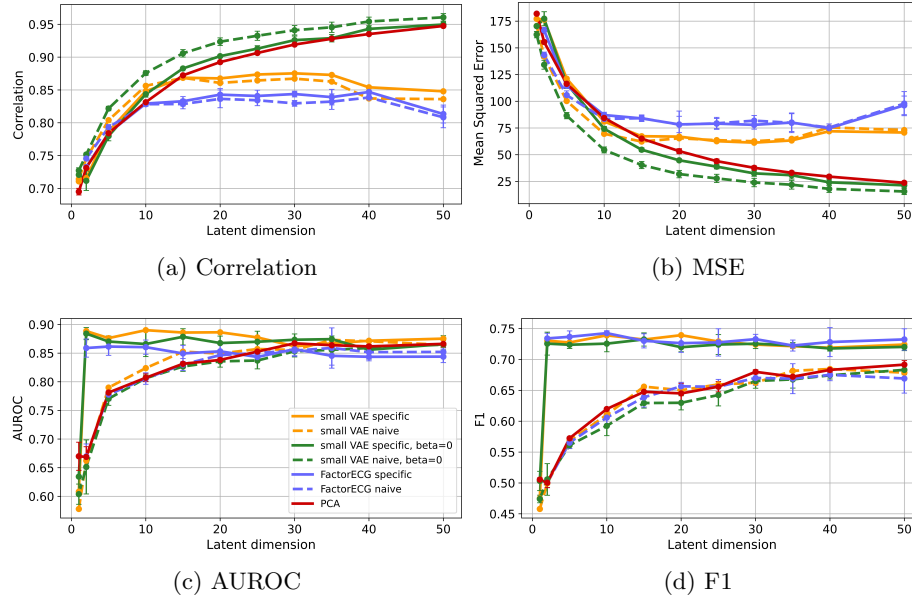 0.95
0.90
0.85
0.80
0.75
0.70
Correlation
0 10 20 30 40 50
Latent dimension
(a) Correlation
175
150
125
100
75
50
25
Mean Squared Error
0 10 20 30 40 50
Latent dimension
(b) MSE
0.90
0.85
0.80
0.75
0.70
0.65
0.60
AUROC
small VAE specific
small VAE naive
small VAE specific, beta=0
small VAE naive, beta=0
FactorECG specific
FactorECG naive
PCA
0 10 20 30 40 50
Latent dimension
(c) AUROC
0.75
0.70
0.65
0.60
0.55
0.50
0.45
F1
0 10 20 30 40 50
Latent dimension
(d) F1